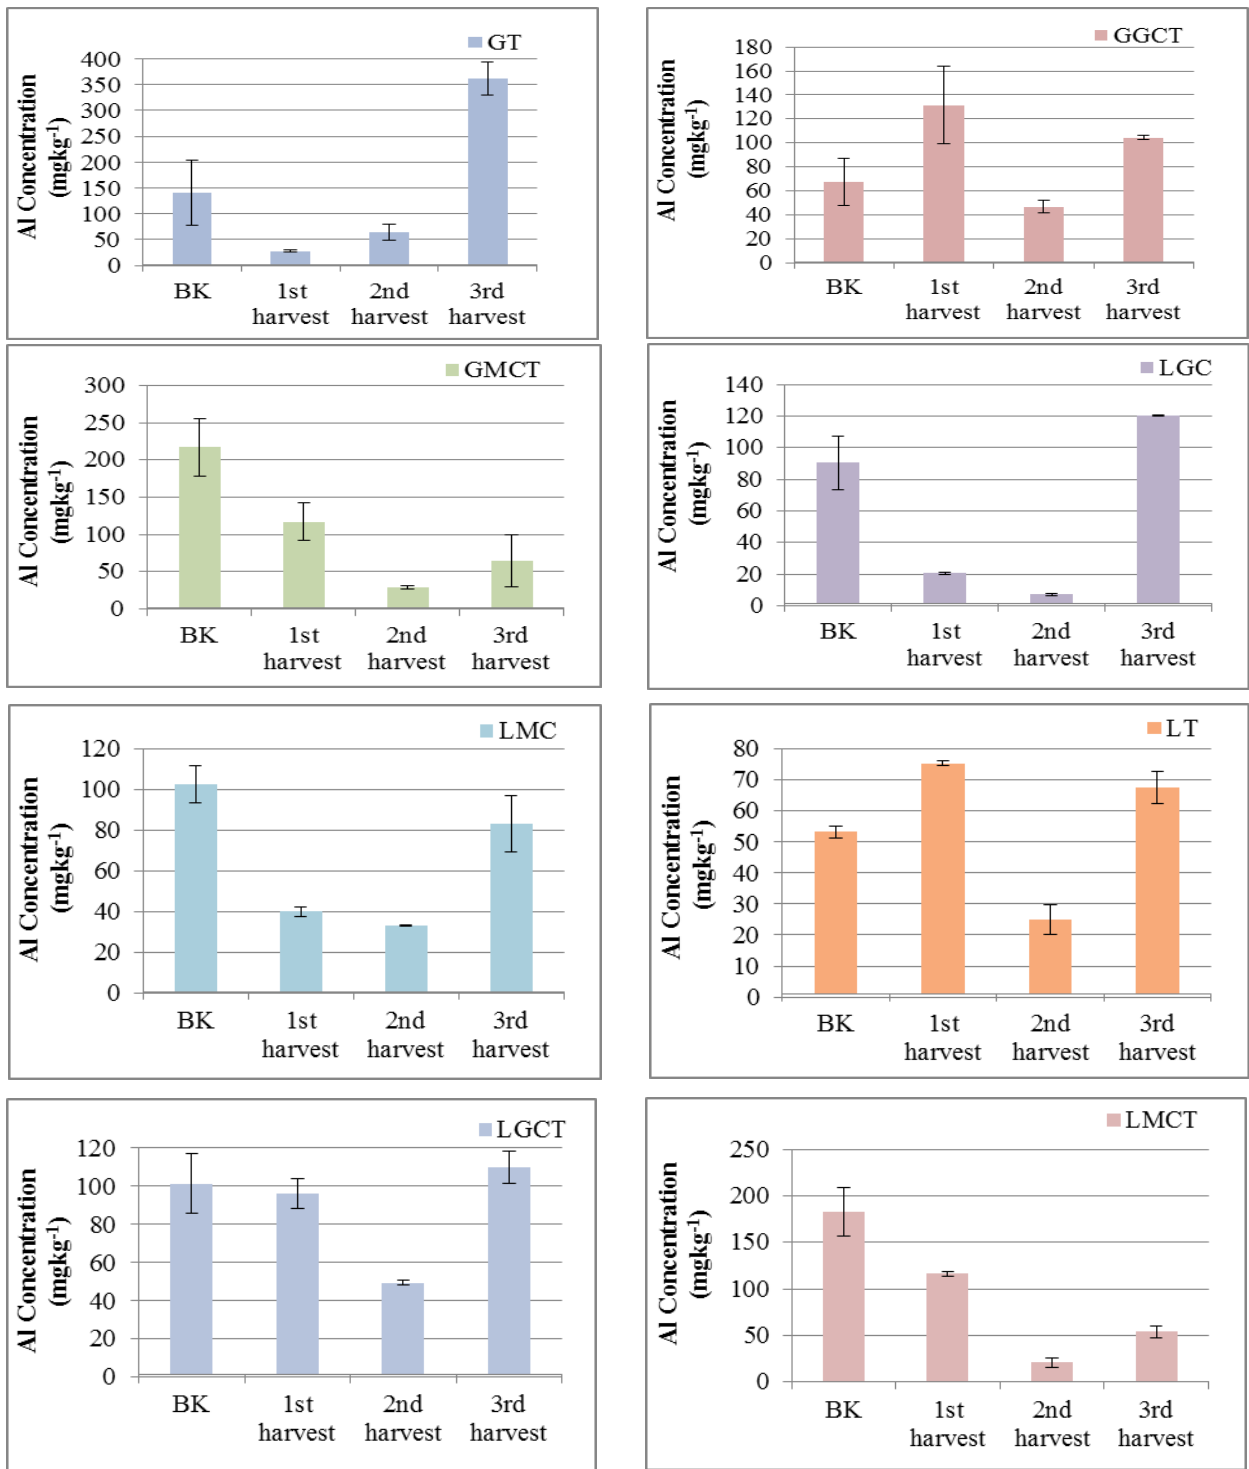 GT
Al Concentration
(mgkg-1)
400
350
300
250
200
150
100
50
0
BK 1st 2nd 3rd
harvest harvest harvest
GGCT
Al Concentration
(mgkg-1)
180
160
140
120
100
80
60
40
20
0
BK 1st 2nd 3rd
harvest harvest harvest
GMCT
Al Concentration
(mgkg-1)
300
250
200
150
100
50
0
BK 1st 2nd 3rd
harvest harvest harvest
LGC
Al Concentration
(mgkg-1)
140
120
100
80
60
40
20
0
BK 1st 2nd 3rd
harvest harvest harvest
LMC
Al Concentration
(mgkg-1)
120
100
80
60
40
20
0
BK 1st 2nd 3rd
harvest harvest harvest
LT
Al Concentration
(mgkg-1)
80
70
60
50
40
30
20
10
0
BK 1st 2nd 3rd
harvest harvest harvest
LGCT
Al Concentration
(mgkg-1)
120
100
80
60
40
20
0
BK 1st 2nd 3rd
harvest harvest harvest
LMCT
Al Concentration
(mgkg-1)
250
200
150
100
50
0
BK 1st 2nd 3rd
harvest harvest harvest